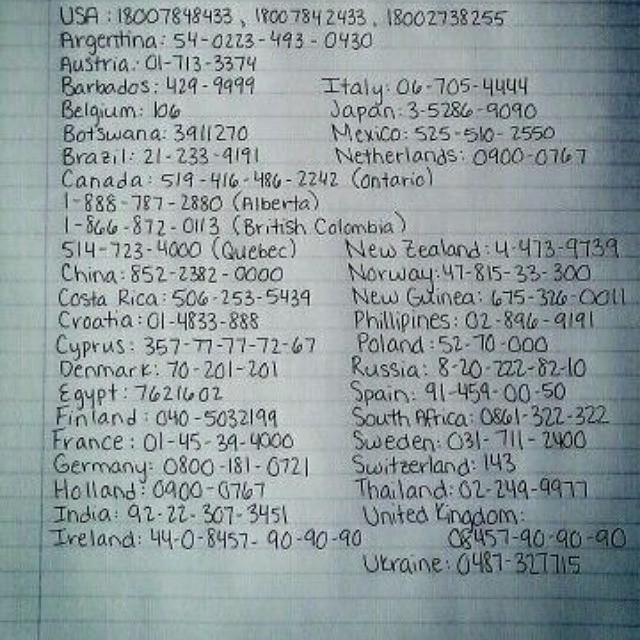 USA : 18007848433 , 18007842433 , 18002738255
Argentina: 54-0223-493-0430
Austria: 01-713-3374
Barbados: 429-9999 Italy: 06-705-4444
Belgium: 106 Japan: 3-5286-9090
Botswana: 3911270 Mexico: 525-510-2550
Brazil: 21-233-9191 Netherlands: 0900-0767
Canada: 519-416-486-2242 (Ontario)
1-888-787-2880 (Alberta)
1-866-872-0113 (British Colombia)
514-723-4000 (Quebec) New Zealand: 4-473-9739
China: 852-2382-0000 Norway: 47-815-33-300
Costa Rica: 506-253-5439 New Guinea: 675-326-0011
Croatia: 01-4833-888 Phillipines: 02-896-9191
Cyprus: 357-77-77-72-67 Poland: 52-70-000
Denmark: 70-201-201 Russia: 8-20-222-82-10
Egypt: 7621602 Spain: 91-459-00-50
Finland: 040-5032199 South Africa: 0861-322-322
France: 01-45-39-4000 Sweden: 031-711-2400
Germany: 0800-181-0721 Switzerland: 143
Holland: 0900-0767 Thailand: 02-249-9977
India: 92-22-307-3451 United Kingdom:
Ireland: 44-0-8457-90-90-90 08457-90-90-90
Ukraine: 0487-327715